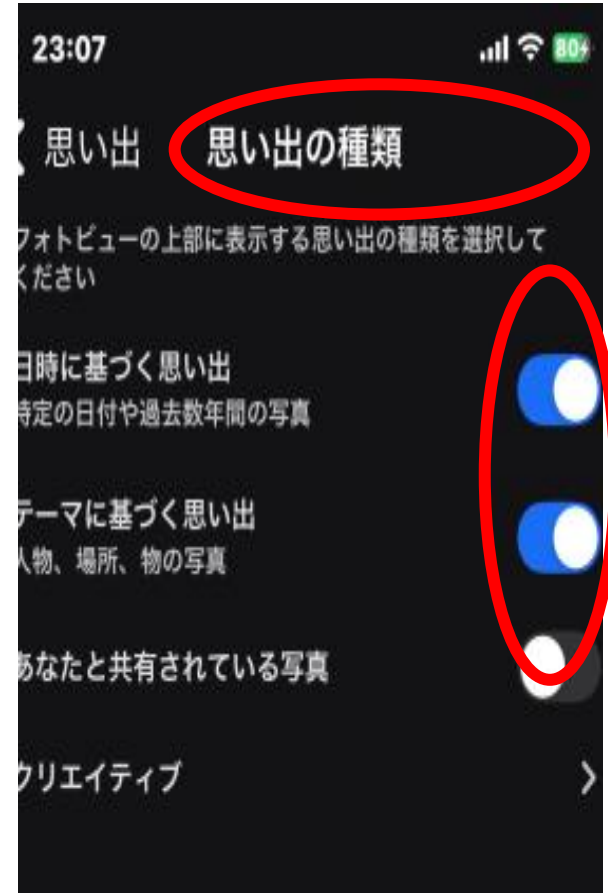 23:07
80
思い出 思い出の種類
フォトビューの上部に表示する思い出の種類を選択して
ください
日時に基づく思い出
特定の日付や過去数年間の写真
テーマに基づく思い出
人物、場所、物の写真
あなたと共有されている写真
クリエイティブ